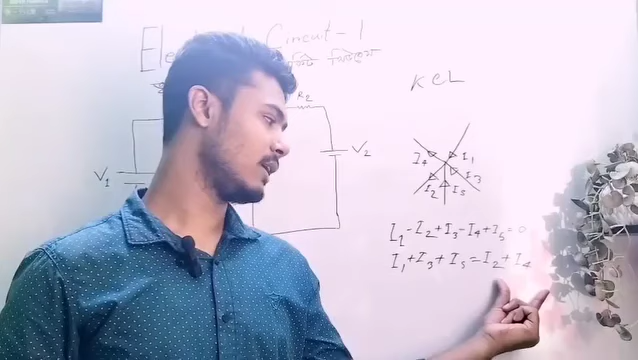 Circuit-1
KCL
R2
V1
V2
I4 I1
I3
I2 I5
I1-I2+I3-I4+I5=0
I1+I3+I5=I2+I4